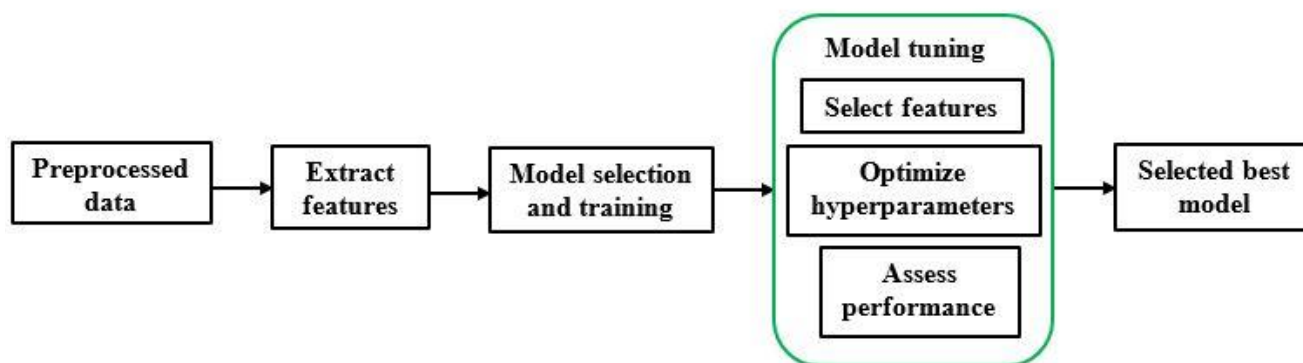 Preprocessed
data
Extract
features
Model selection
and training
Model tuning
Select features
Optimize
hyperparameters
Assess
performance
Selected best
model